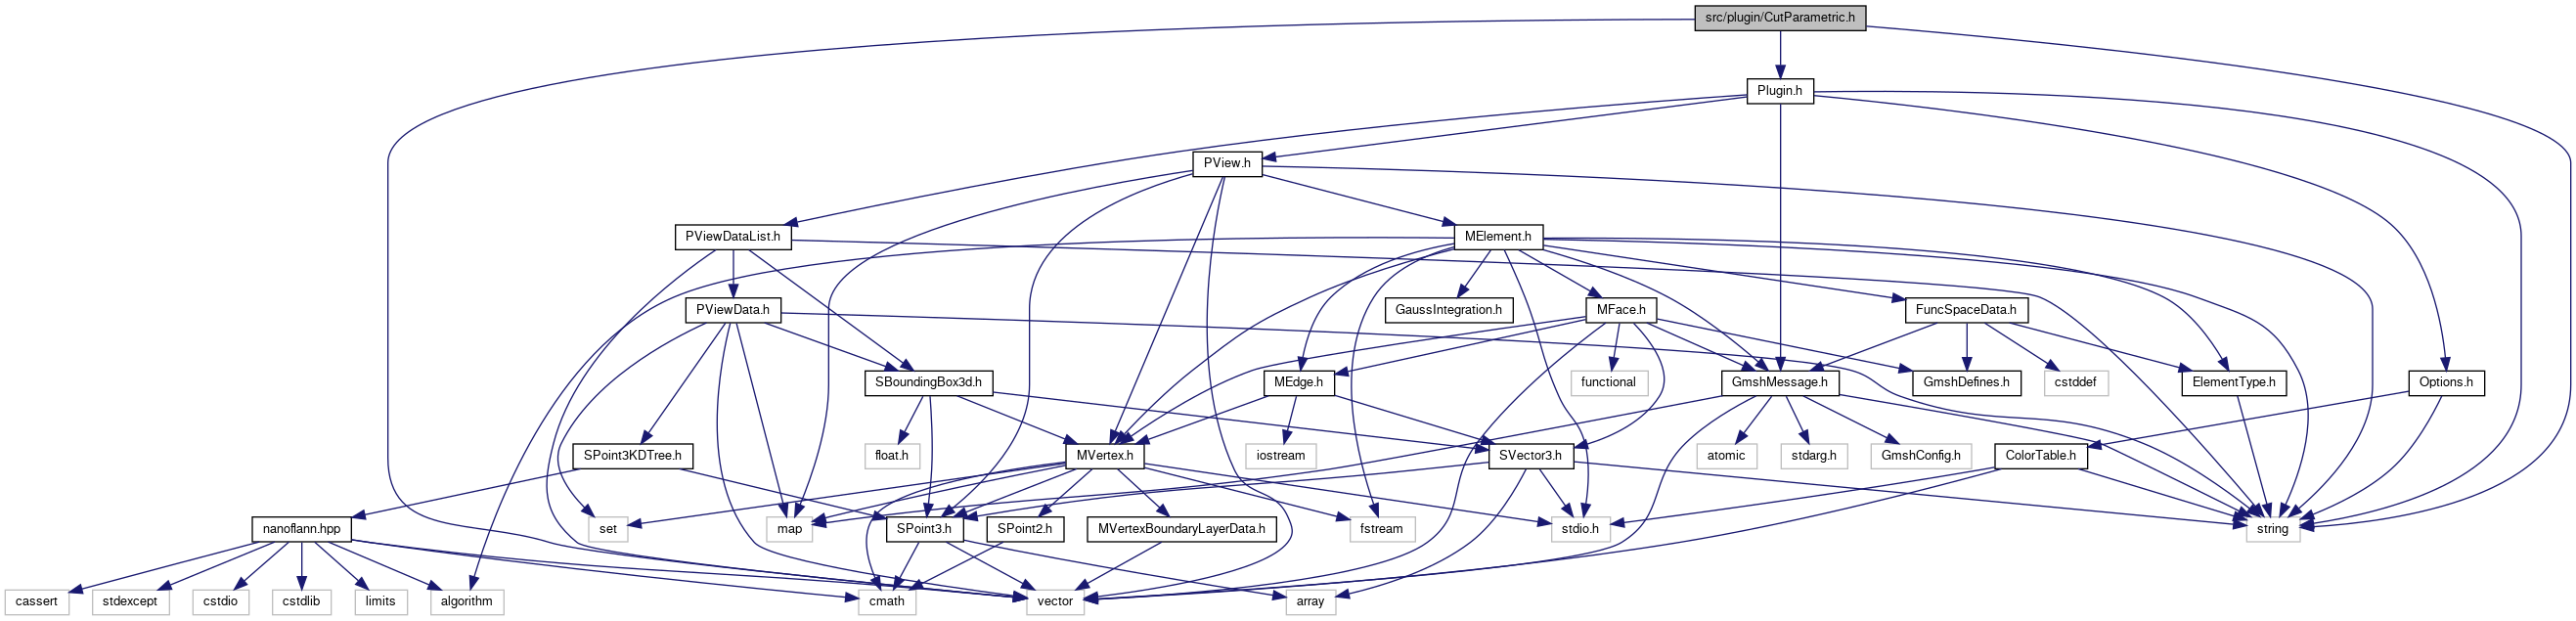 src/plugin/CutParametric.h
Plugin.h
PView.h
PViewDataList.h
MElement.h
PViewData.h
GaussIntegration.h
MFace.h
FuncSpaceData.h
SBoundingBox3d.h
MEdge.h
functional
GmshMessage.h
GmshDefines.h
cstddef
ElementType.h
Options.h
SPoint3KDTree.h
float.h
MVertex.h
iostream
SVector3.h
atomic
stdarg.h
GmshConfig.h
ColorTable.h
nanoflann.hpp
set
map
SPoint3.h
SPoint2.h
MVertexBoundaryLayerData.h
fstream
stdio.h
string
cassert
stdexcept
cstdio
cstdlib
limits
algorithm
cmath
vector
array